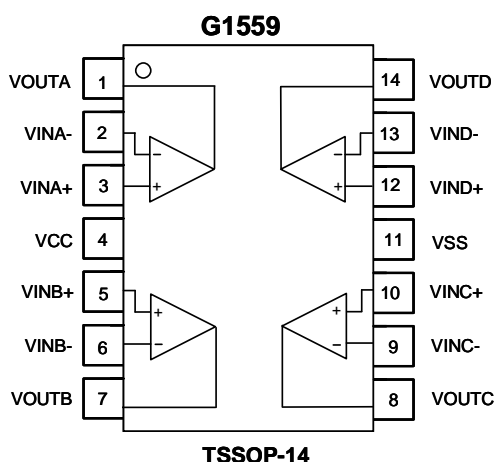 G1559
VOUTA 1 14 VOUTD
VINA- 2 - - 13 VIND-
VINA+ 3 + + 12 VIND+
VCC 4 11 VSS
VINB+ 5 + + 10 VINC+
VINB- 6 - - 9 VINC-
VOUTB 7 8 VOUTC
TSSOP-14